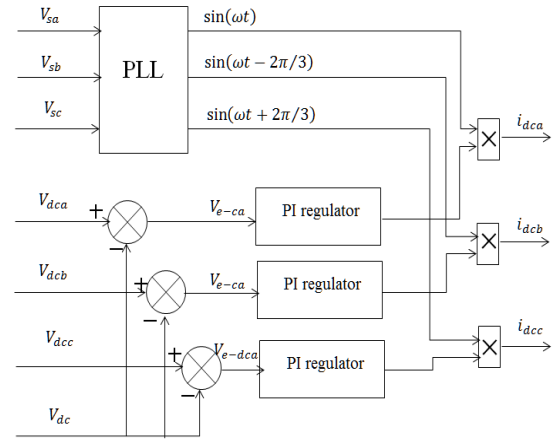 V_sa
sin(ωt)
V_sb
PLL
sin(ωt − 2π/3)
V_sc
sin(ωt + 2π/3)
i_dca
×
V_dca
+
V_e−ca
PI regulator
−
i_dcb
×
V_dcb
+
V_e−ca
PI regulator
−
i_dcc
×
V_dcc
+
V_e−dca
PI regulator
−
V_dc